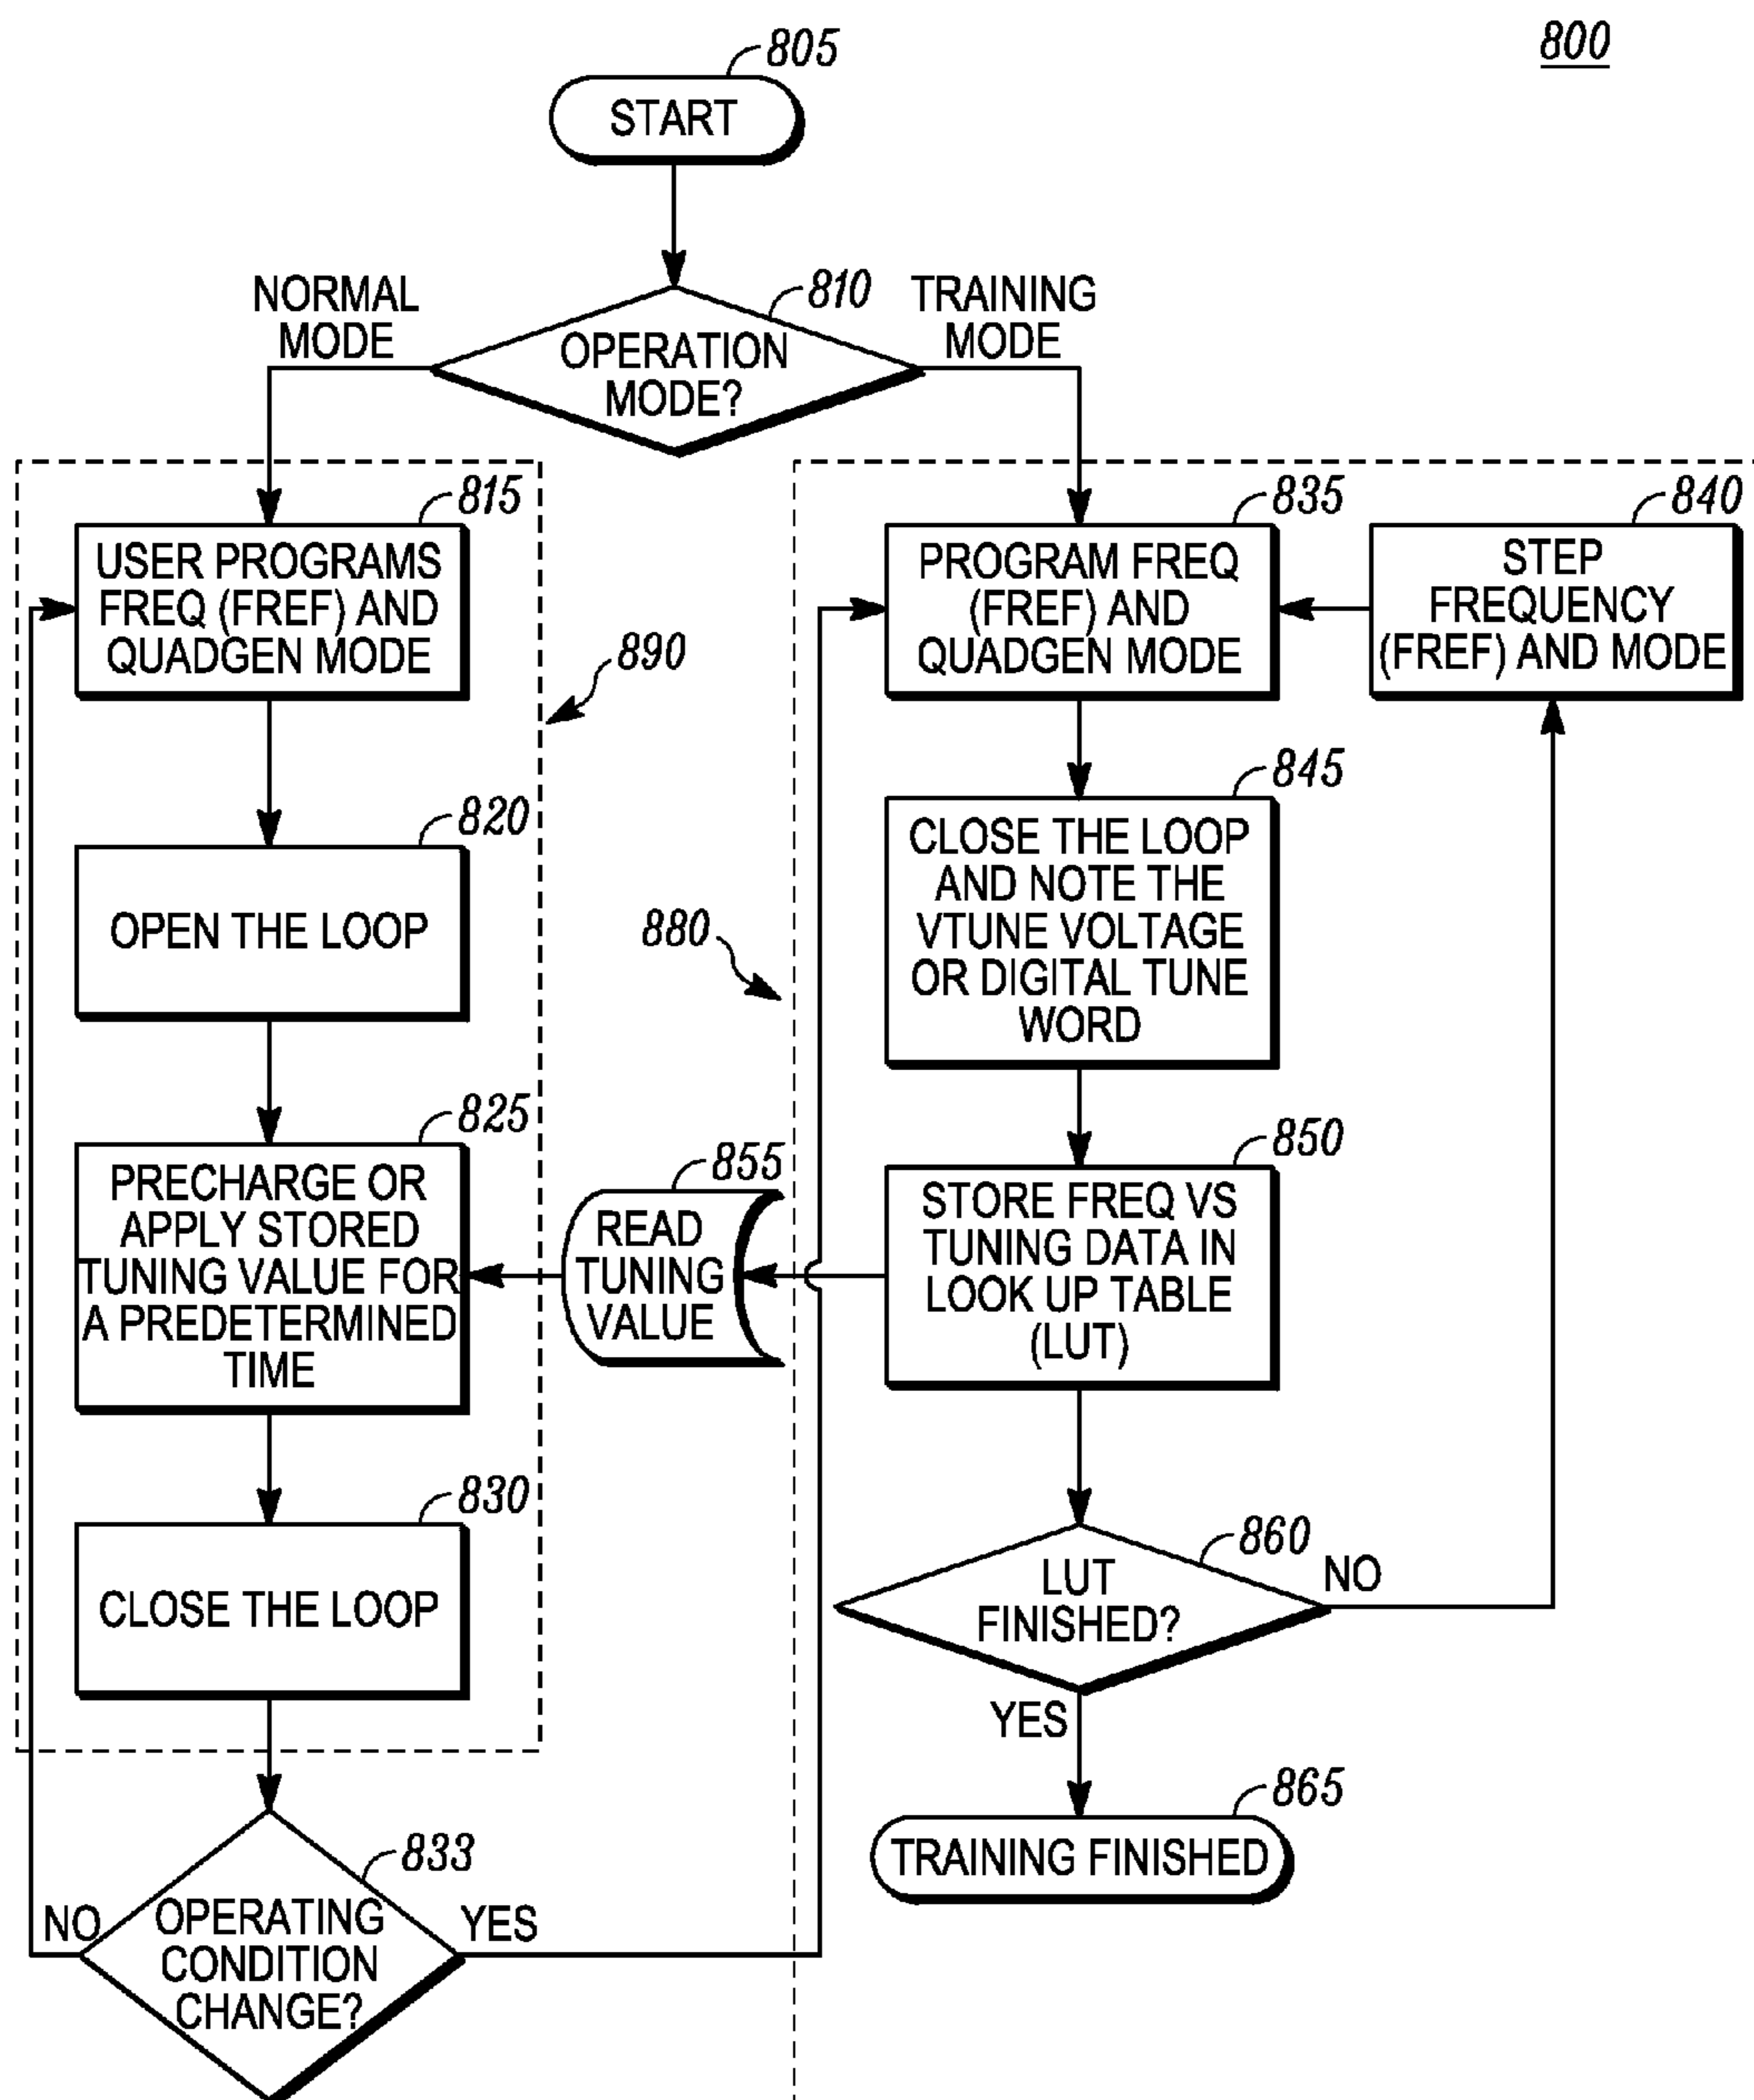 800
805
START
810
OPERATION
MODE?
NORMAL
MODE
TRAINING
MODE
815
USER PROGRAMS
FREQ (FREF) AND
QUADGEN MODE
890
820
OPEN THE LOOP
825
PRECHARGE OR
APPLY STORED
TUNING VALUE FOR
A PREDETERMINED
TIME
830
CLOSE THE LOOP
833
OPERATING
CONDITION
CHANGE?
NO
YES
835
PROGRAM FREQ
(FREF) AND
QUADGEN MODE
840
STEP
FREQUENCY
(FREF) AND MODE
845
CLOSE THE LOOP
AND NOTE THE
VTUNE VOLTAGE
OR DIGITAL TUNE
WORD
880
850
STORE FREQ VS
TUNING DATA IN
LOOK UP TABLE
(LUT)
855
READ
TUNING
VALUE
860
LUT
FINISHED?
NO
YES
865
TRAINING FINISHED